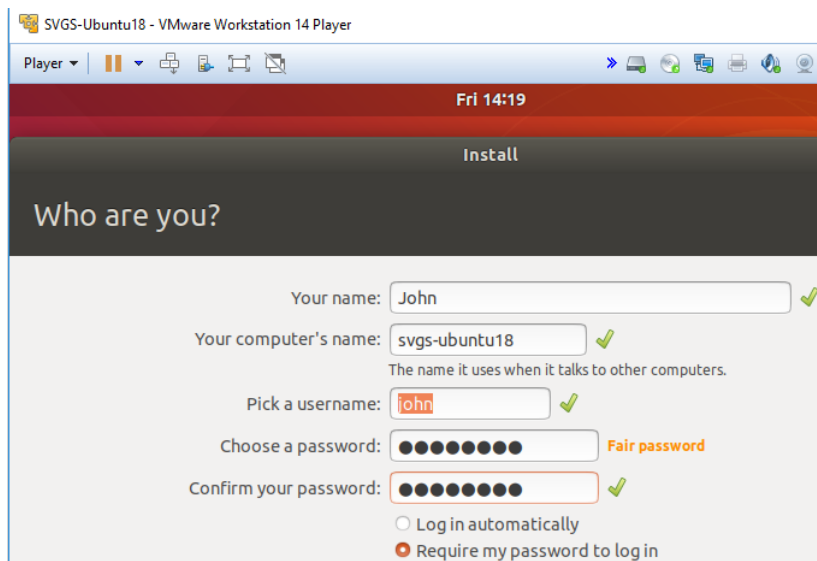 SVGS-Ubuntu18 - VMware Workstation 14 Player
Player
Fri 14:19
Install
Who are you?
Your name: John
Your computer's name: svgs-ubuntu18
The name it uses when it talks to other computers.
Pick a username: john
Choose a password: ●●●●●●●● Fair password
Confirm your password: ●●●●●●●●
Log in automatically
Require my password to log in